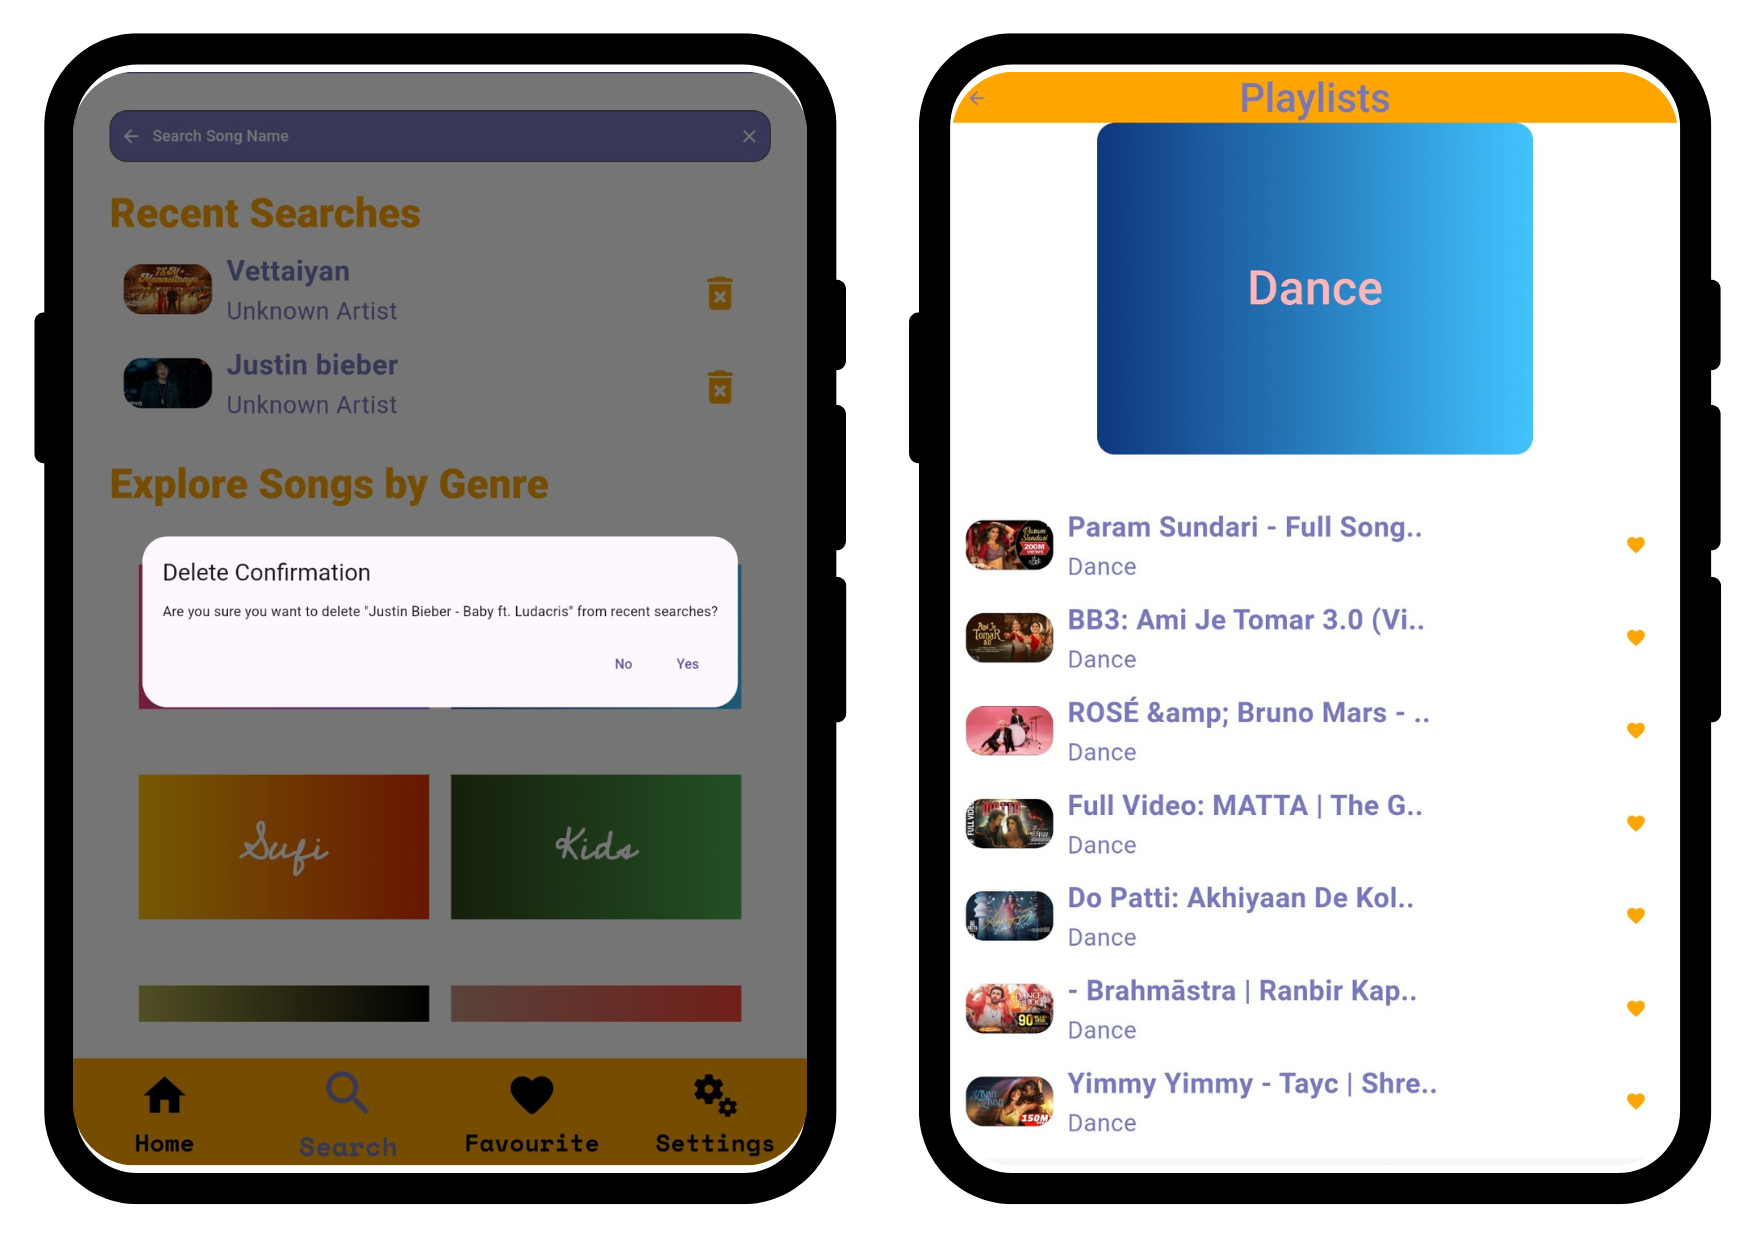 Search Song Name
Recent Searches
Vettaiyan
Unknown Artist
Justin bieber
Unknown Artist
Explore Songs by Genre
Delete Confirmation
Are you sure you want to delete "Justin Bieber - Baby ft. Ludacris" from recent searches?
No Yes
Sufi Kids
Home Search Favourite Settings
Playlists
Dance
Param Sundari - Full Song..
Dance
BB3: Ami Je Tomar 3.0 (Vi..
Dance
ROSÉ &amp; Bruno Mars - ..
Dance
Full Video: MATTA | The G..
Dance
Do Patti: Akhiyaan De Kol..
Dance
- Brahmāstra | Ranbir Kap..
Dance
Yimmy Yimmy - Tayc | Shre..
Dance